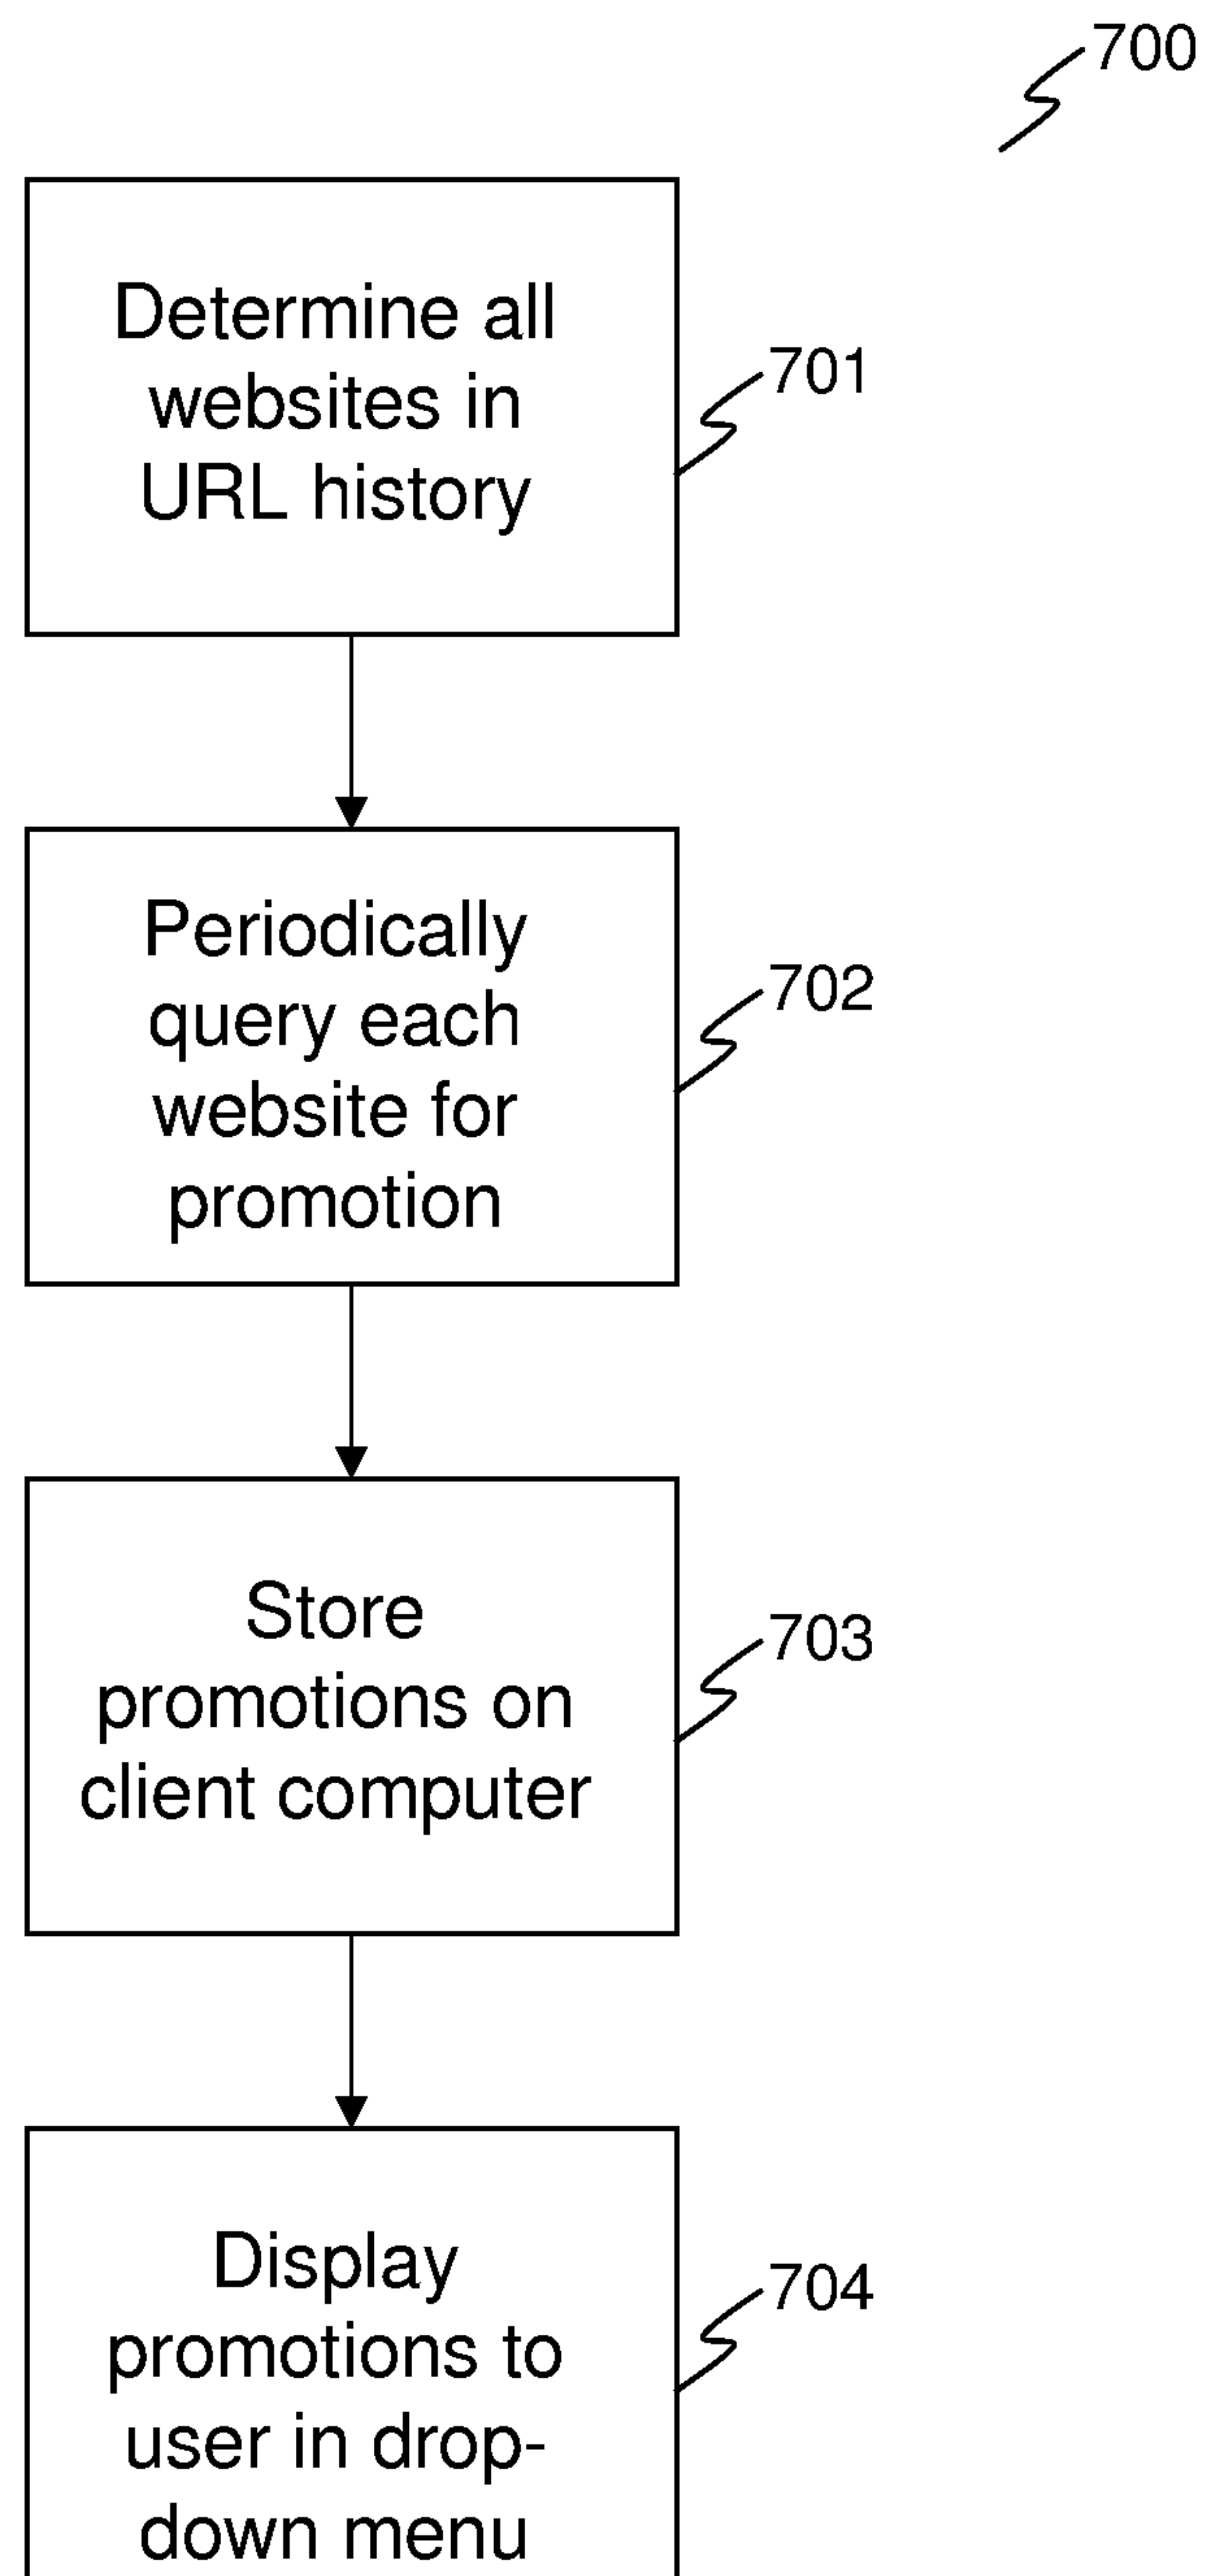 700
Determine all
websites in
URL history
701
Periodically
query each
website for
promotion
702
Store
promotions on
client computer
703
Display
promotions to
user in drop-
down menu
704